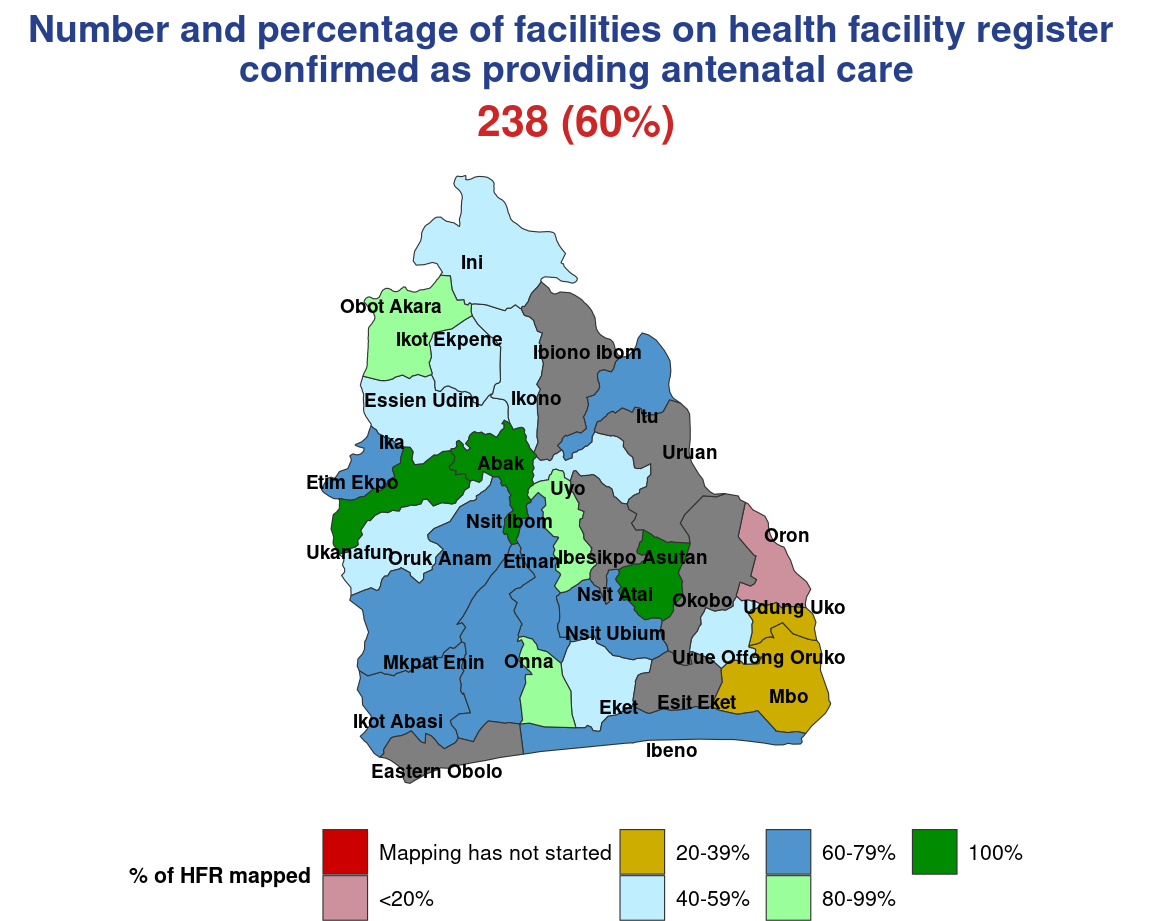 Number and percentage of facilities on health facility register
confirmed as providing antenatal care
238 (60%)
Ini
Obot Akara
Ikot Ekpene
Ibiono Ibom
Essien Udim
Ikono
Itu
Ika
Uruan
Abak
Etim Ekpo
Uyo
Nsit Ibom
Oron
Ukanafun
Oruk Anam
Etinan
Ibesikpo Asutan
Nsit Atai
Okobo
Udung Uko
Nsit Ubium
Urue Offong Oruko
Mkpat Enin
Onna
Mbo
Esit Eket
Eket
Ikot Abasi
Ibeno
Eastern Obolo
% of HFR mapped
Mapping has not started
<20%
20-39%
40-59%
60-79%
80-99%
100%